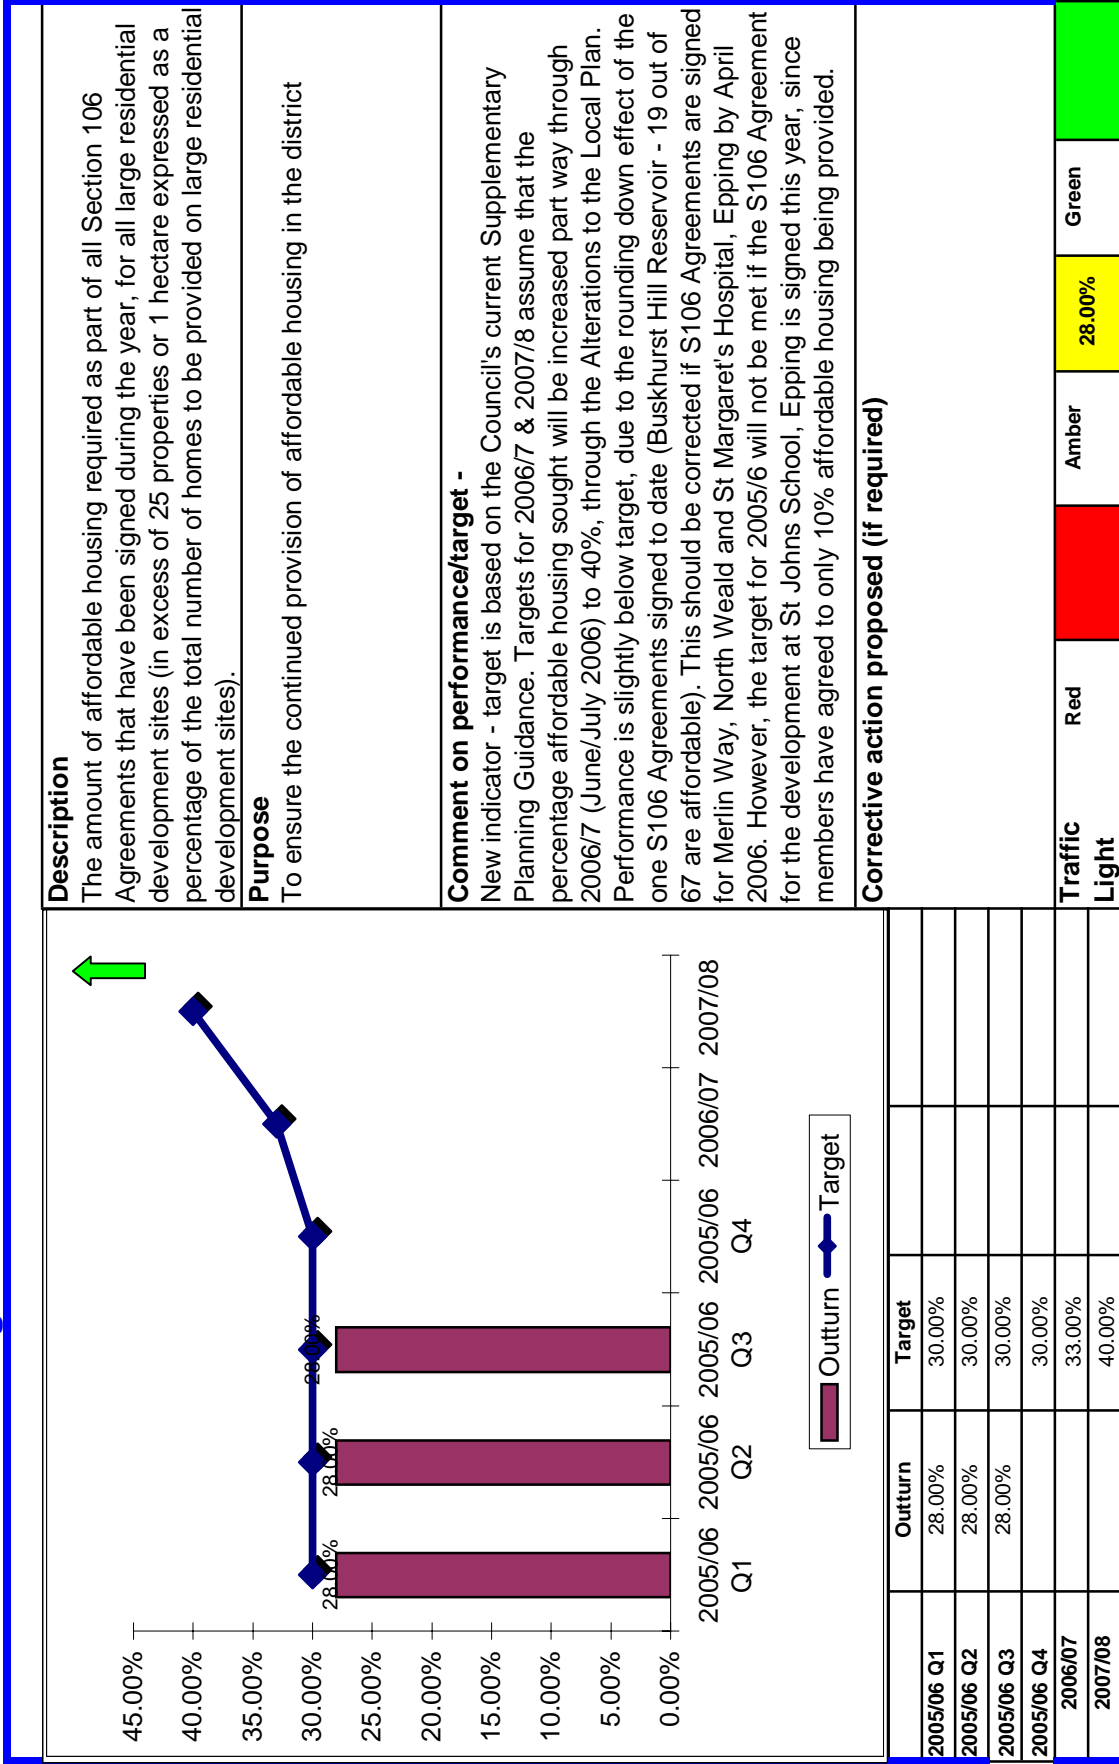 45.00%
40.00%
35.00%
30.00%
25.00%
20.00%
15.00%
10.00%
5.00%
0.00%
28.00%
28.00%
28.00%
2005/06 Q1
2005/06 Q2
2005/06 Q3
2005/06 Q4
2006/07
2007/08
Outturn
Target
Outturn Target
2005/06 Q1 28.00% 30.00%
2005/06 Q2 28.00% 30.00%
2005/06 Q3 28.00% 30.00%
2005/06 Q4 30.00%
2006/07 33.00%
2007/08 40.00%
Description
The amount of affordable housing required as part of all Section 106
Agreements that have been signed during the year, for all large residential
development sites (in excess of 25 properties or 1 hectare expressed as a
percentage of the total number of homes to be provided on large residential
development sites).
Purpose
To ensure the continued provision of affordable housing in the district
Comment on performance/target -
New indicator - target is based on the Council's current Supplementary
Planning Guidance. Targets for 2006/7 & 2007/8 assume that the
percentage affordable housing sought will be increased part way through
2006/7 (June/July 2006) to 40%, through the Alterations to the Local Plan.
Performance is slightly below target, due to the rounding down effect of the
one S106 Agreements signed to date (Buskhurst Hill Reservoir - 19 out of
67 are affordable). This should be corrected if S106 Agreements are signed
for Merlin Way, North Weald and St Margaret's Hospital, Epping by April
2006. However, the target for 2005/6 will not be met if the S106 Agreement
for the development at St Johns School, Epping is signed this year, since
members have agreed to only 10% affordable housing being provided.
Corrective action proposed (if required)
Traffic
Light
Red
Amber
28.00%
Green